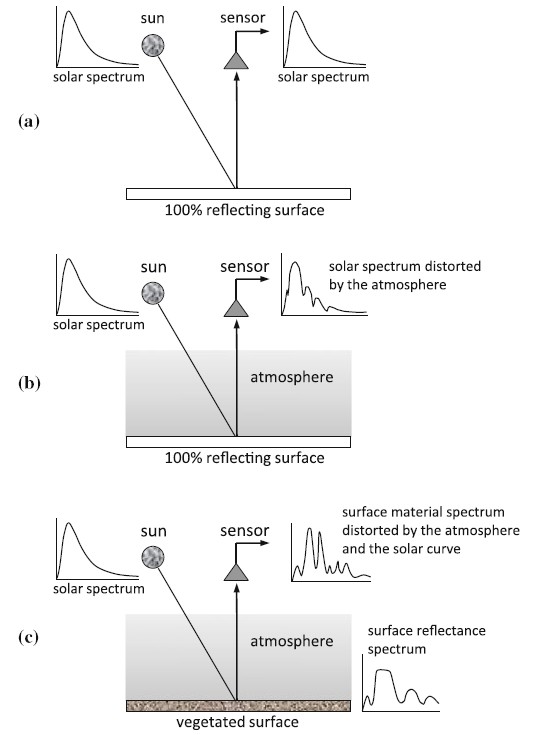 sun
sensor
solar spectrum
solar spectrum
(a)
100% reflecting surface
sun
sensor
solar spectrum distorted
by the atmosphere
solar spectrum
atmosphere
(b)
100% reflecting surface
surface material spectrum
distorted by the atmosphere
and the solar curve
sun
sensor
solar spectrum
atmosphere
surface reflectance
spectrum
(c)
vegetated surface